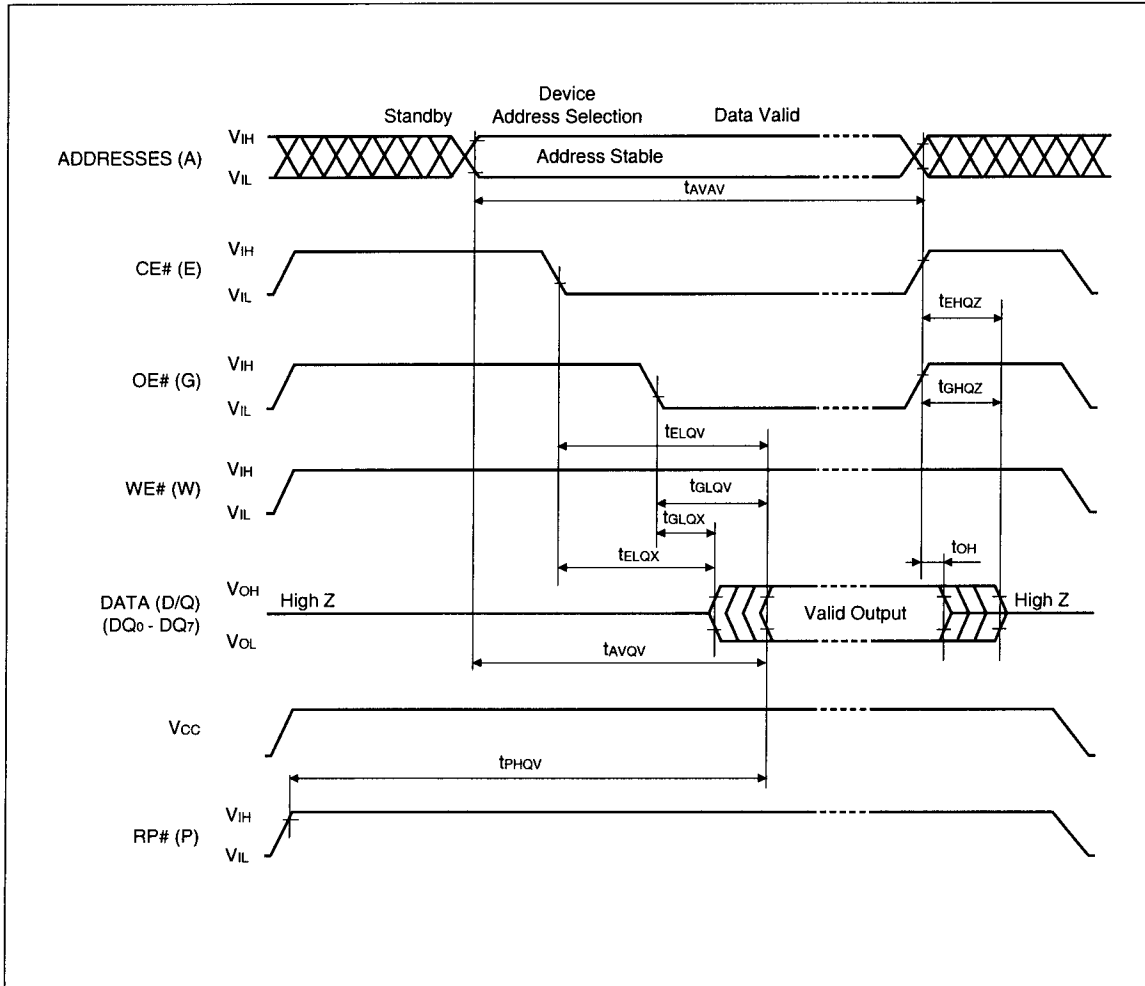 Device
Standby Address Selection Data Valid
VIH
ADDRESSES (A) Address Stable
VIL
tAVAV
VIH
CE# (E)
VIL
tEHQZ
VIH
OE# (G)
tGHQZ
VIL
tELQV
VIH
WE# (W)
tGLQV
VIL
tGLQX
tOH
tELQX
VOH
High Z High Z
DATA (D/Q) Valid Output
(DQ0 - DQ7)
VOL
tAVQV
VCC
tPHQV
VIH
RP# (P)
VIL